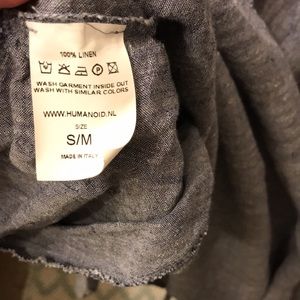 100% LINEN
WASH GARMENT INSIDE OUT
WASH WITH SIMILAR COLORS
WWW.HUMANOID.NL
SIZE
S/M
MADE IN ITALY